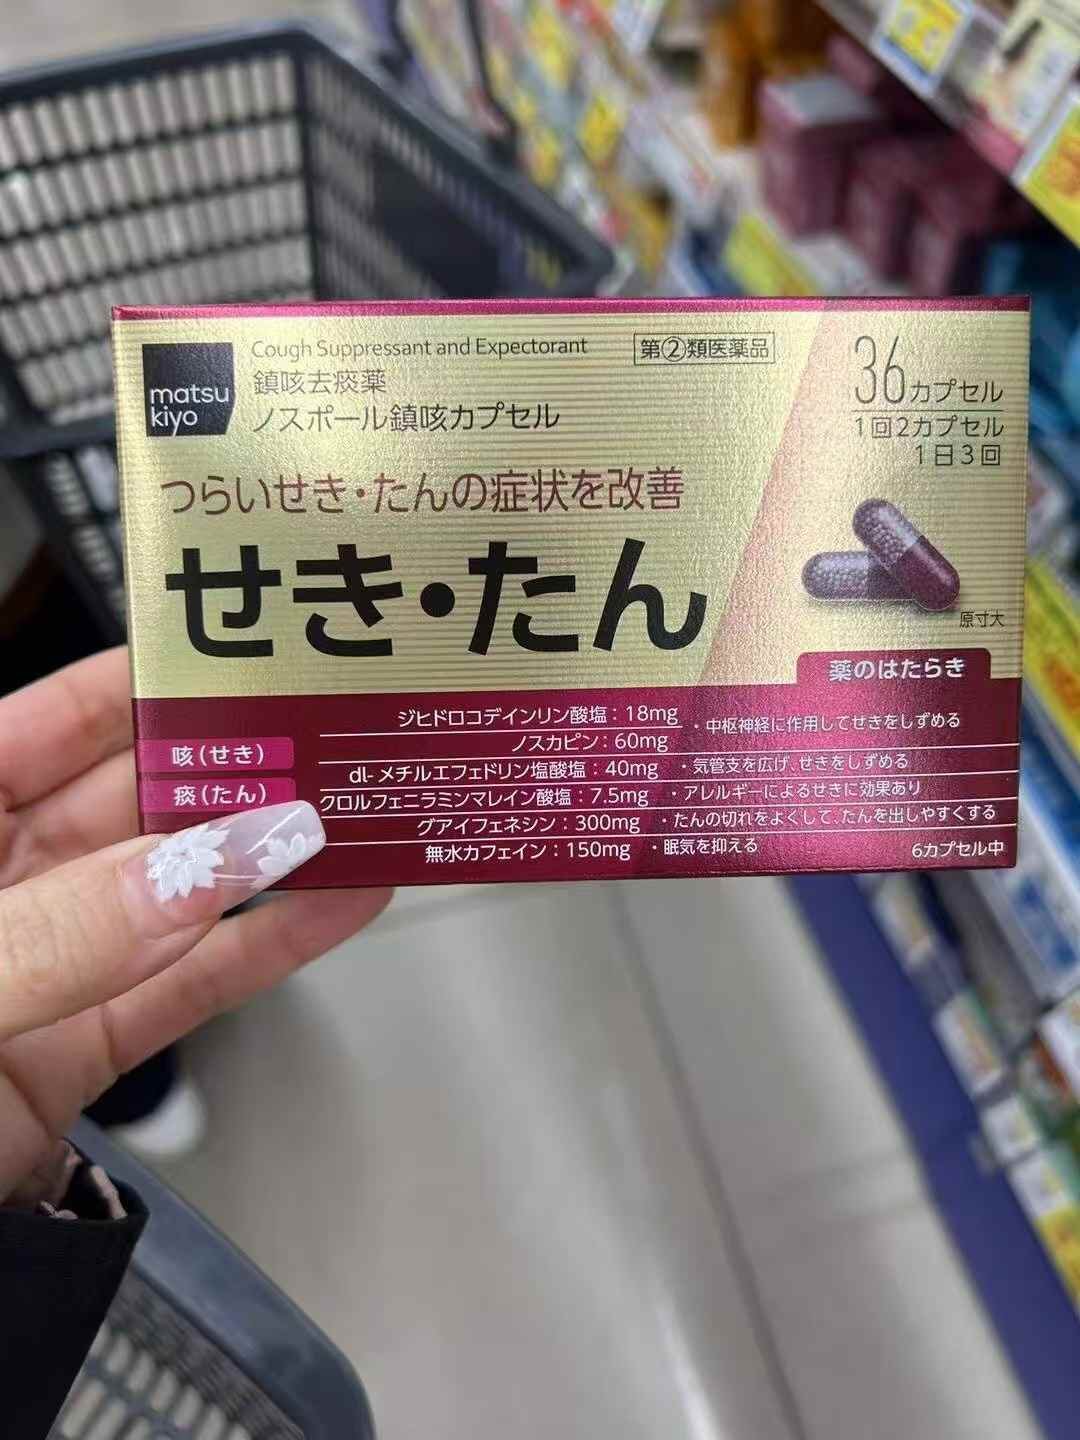 matsu
kiyo
Cough Suppressant and Expectorant
鎮咳去痰薬
ノスポール鎮咳カプセル
第②類医薬品
36カプセル
1回2カプセル
1日3回
つらいせき・たんの症状を改善
せき・たん
原寸大
薬のはたらき
咳(せき)
痰(たん)
ジヒドロコデインリン酸塩：18mg
ノスカピン：60mg
・中枢神経に作用してせきをしずめる
dl-メチルエフェドリン塩酸塩：40mg ・気管支を広げ、せきをしずめる
クロルフェニラミンマレイン酸塩：7.5mg ・アレルギーによるせきに効果あり
グアイフェネシン：300mg ・たんの切れをよくして、たんを出しやすくする
無水カフェイン：150mg ・眠気を抑える
6カプセル中